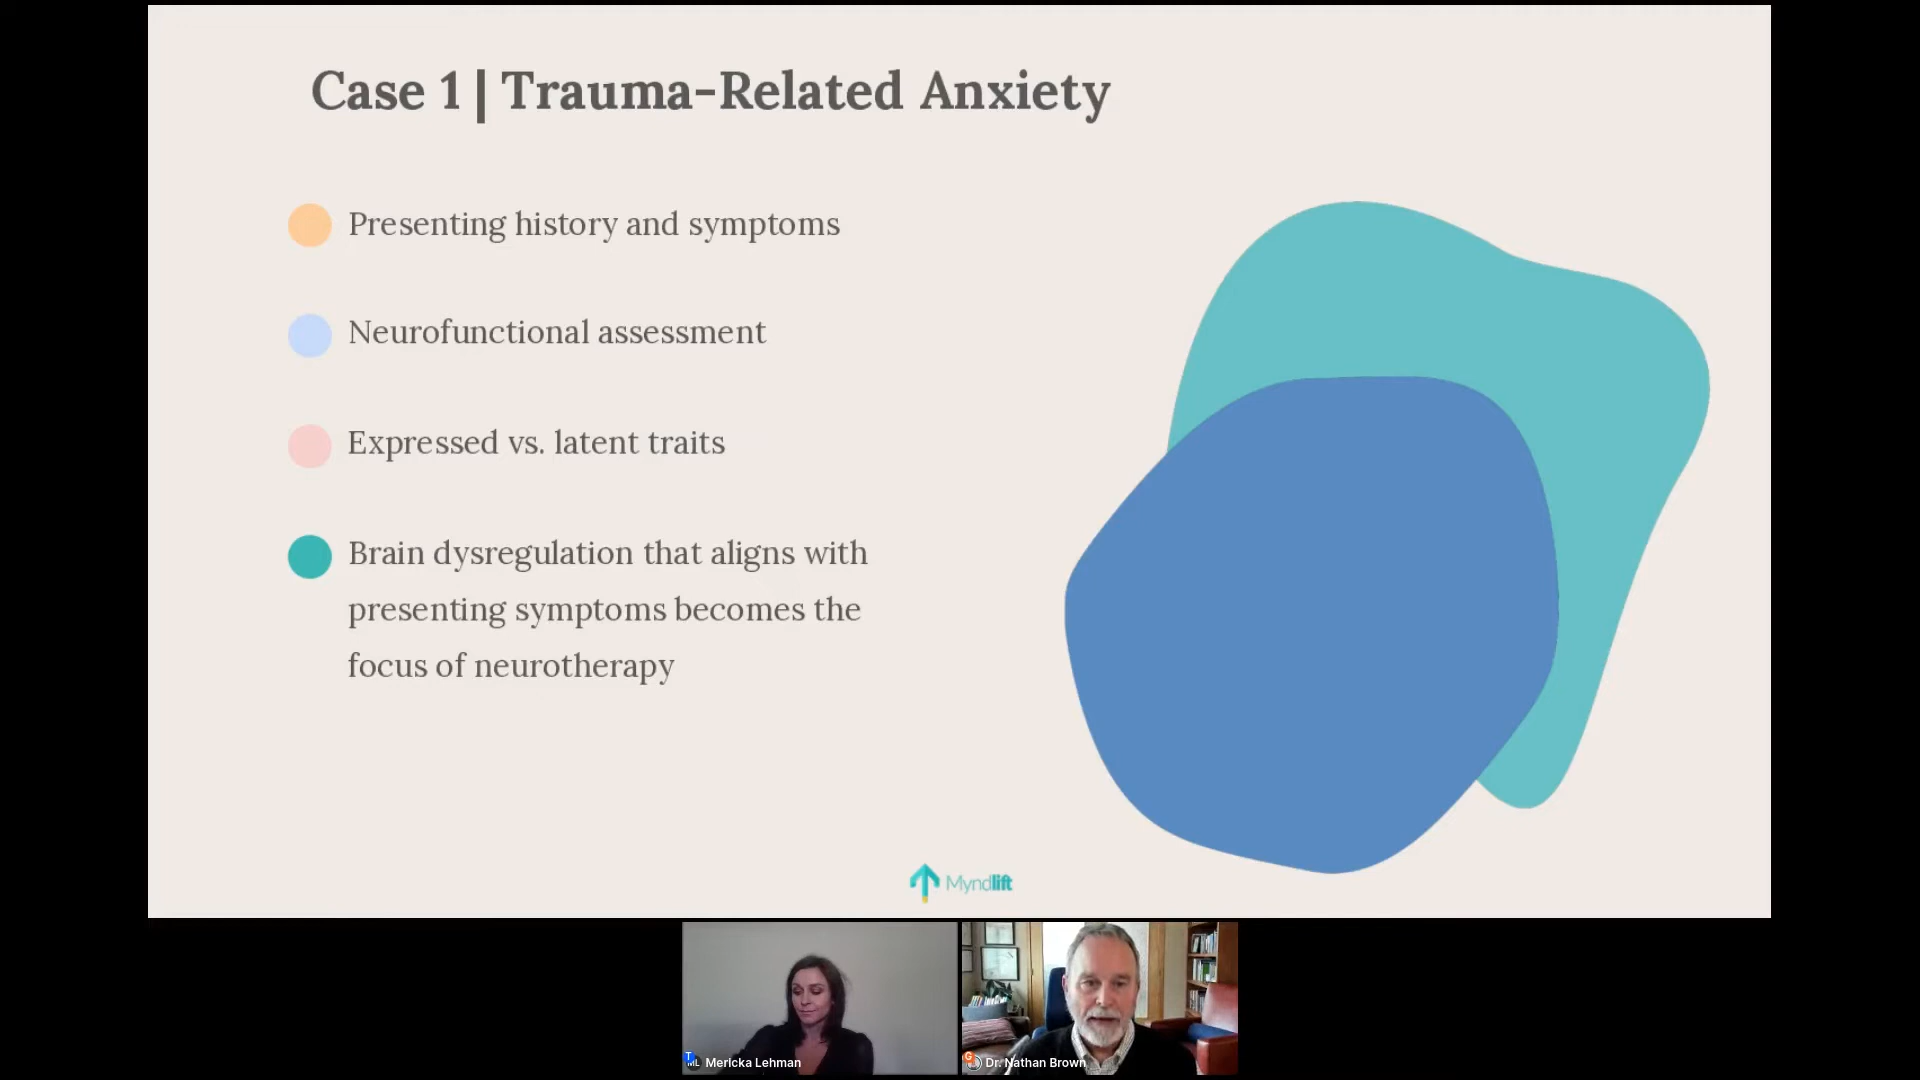 Case 1 | Trauma-Related Anxiety
Presenting history and symptoms
Neurofunctional assessment
Expressed vs. latent traits
Brain dysregulation that aligns with
presenting symptoms becomes the
focus of neurotherapy
Myndlift
T
ML Mericka Lehman
G
Dr. Nathan Brown